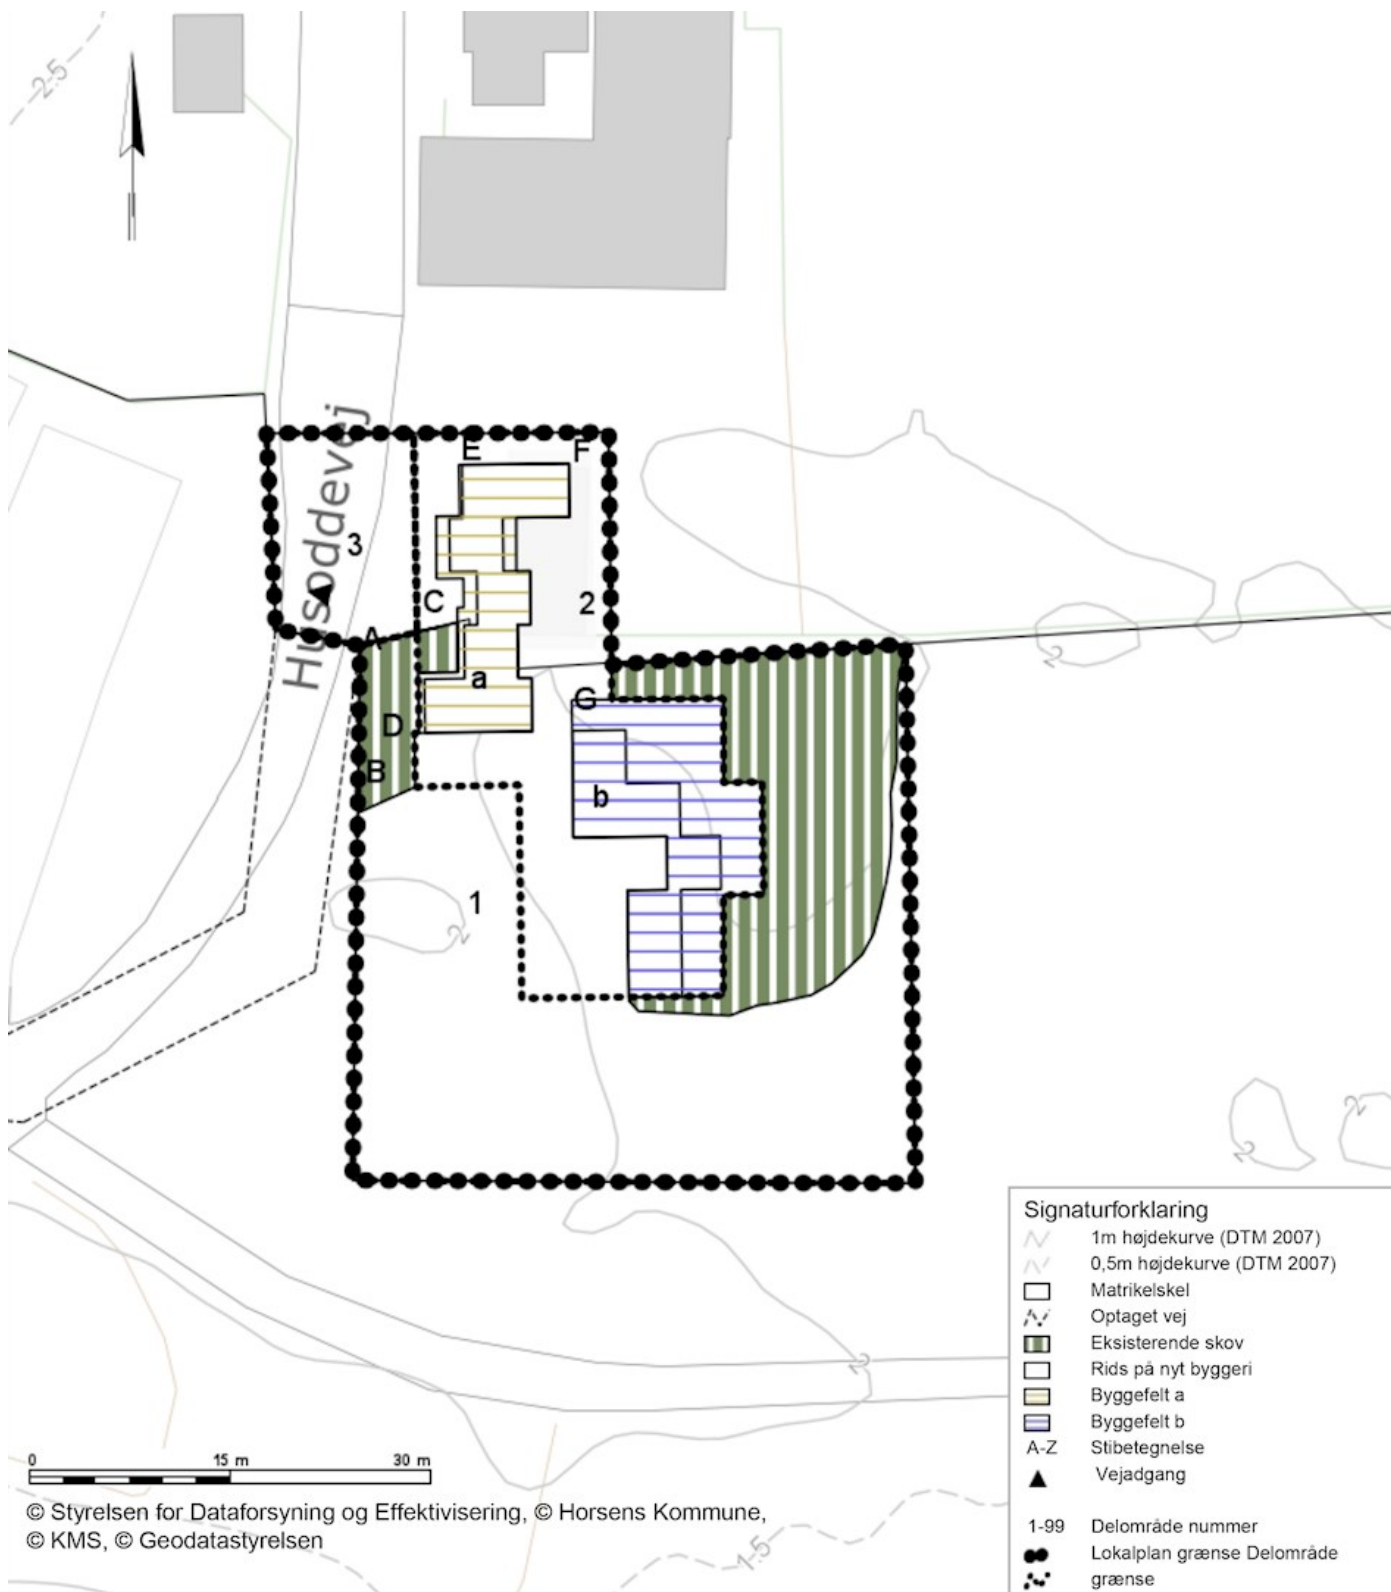 2-5
Husoddevej
E
F
3
C
2
A
a
G
D
B
b
1
2
2
2
2
2
1-5
0 15 m 30 m
© Styrelsen for Dataforsyning og Effektivisering, © Horsens Kommune,
© KMS, © Geodatastyrelsen
Signaturforklaring
1m højdekurve (DTM 2007)
0,5m højdekurve (DTM 2007)
Matrikelskel
Optaget vej
Eksisterende skov
Rids på nyt byggeri
Byggefelt a
Byggefelt b
A-Z Stibetegnelse
Vejadgang
1-99 Delområde nummer
Lokalplan grænse Delområde
grænse